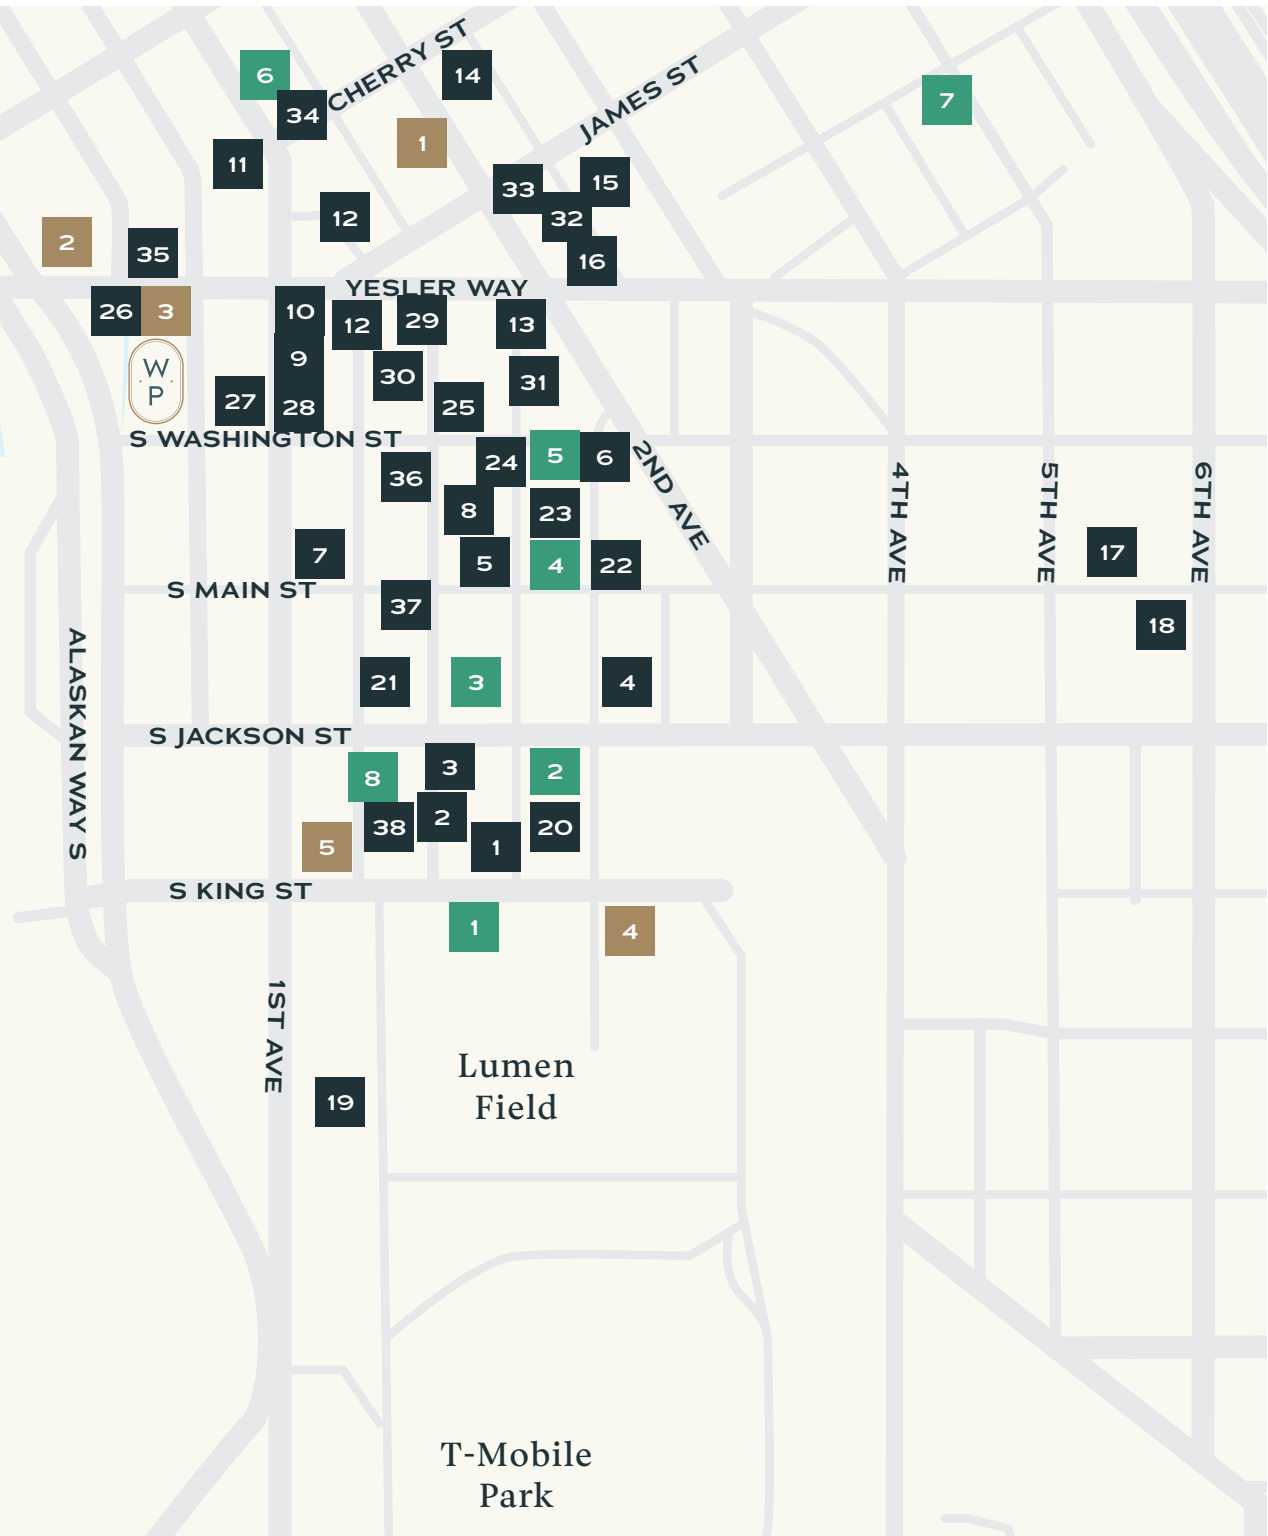 CHERRY ST
6
14
34
JAMES ST
7
1
11
33
15
12
32
2
35
16
YESLER WAY
26
3
10
12
29
13
9
W
P
30
31
27
28
25
S WASHINGTON ST
24
5
6
2ND AVE
36
4TH AVE
5TH AVE
6TH AVE
8
23
7
5
4
22
17
S MAIN ST
37
18
ALASKAN WAY S
21
3
4
S JACKSON ST
8
3
2
38
2
20
5
1
S KING ST
1
4
1ST AVE
Lumen
Field
19
T-Mobile
Park